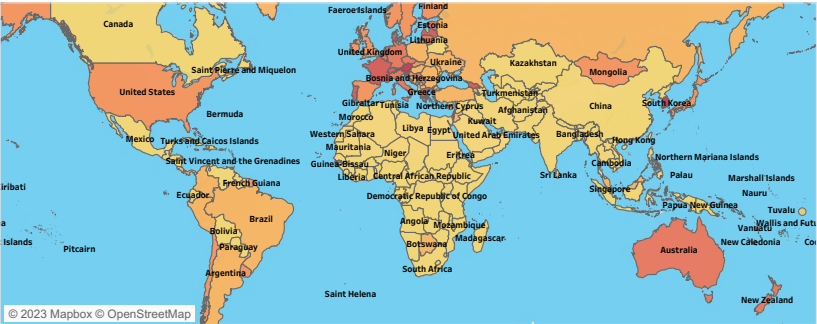 Faeroe Islands
Finland
Canada
Estonia
Lithuania
United Kingdom
Ukraine
Kazakhstan
Saint Pierre and Miquelon
Mongolia
Bosnia and Herzegovina
United States
Greece
Turkmenistan
Gibraltar
Tunisia
Northern Cyprus
China
South Korea
Afghanistan
Bermuda
Morocco
Kuwait
Libya
Egypt
Western Sahara
United Arab Emirates
Bangladesh
Mexico
Turks and Caicos Islands
Hong Kong
Mauritania
Niger
Eritrea
Northern Mariana Islands
Saint Vincent and the Grenadines
Guinea-Bissau
Cambodia
Liberia
Central African Republic
Sri Lanka
Palau
Marshall Islands
French Guiana
iribati
Singapore
Nauru
Ecuador
Democratic Republic of Congo
Papua New Guinea
Tuvalu
Brazil
Angola
Mozambique
Wallis and Futu
a
Bolivia
Vanuatu
Islands
Pitcairn
Paraguay
Botswana
Madagascar
New Caledonia
Co
Australia
Argentina
South Africa
Saint Helena
New Zealand
© 2023 Mapbox © OpenStreetMap